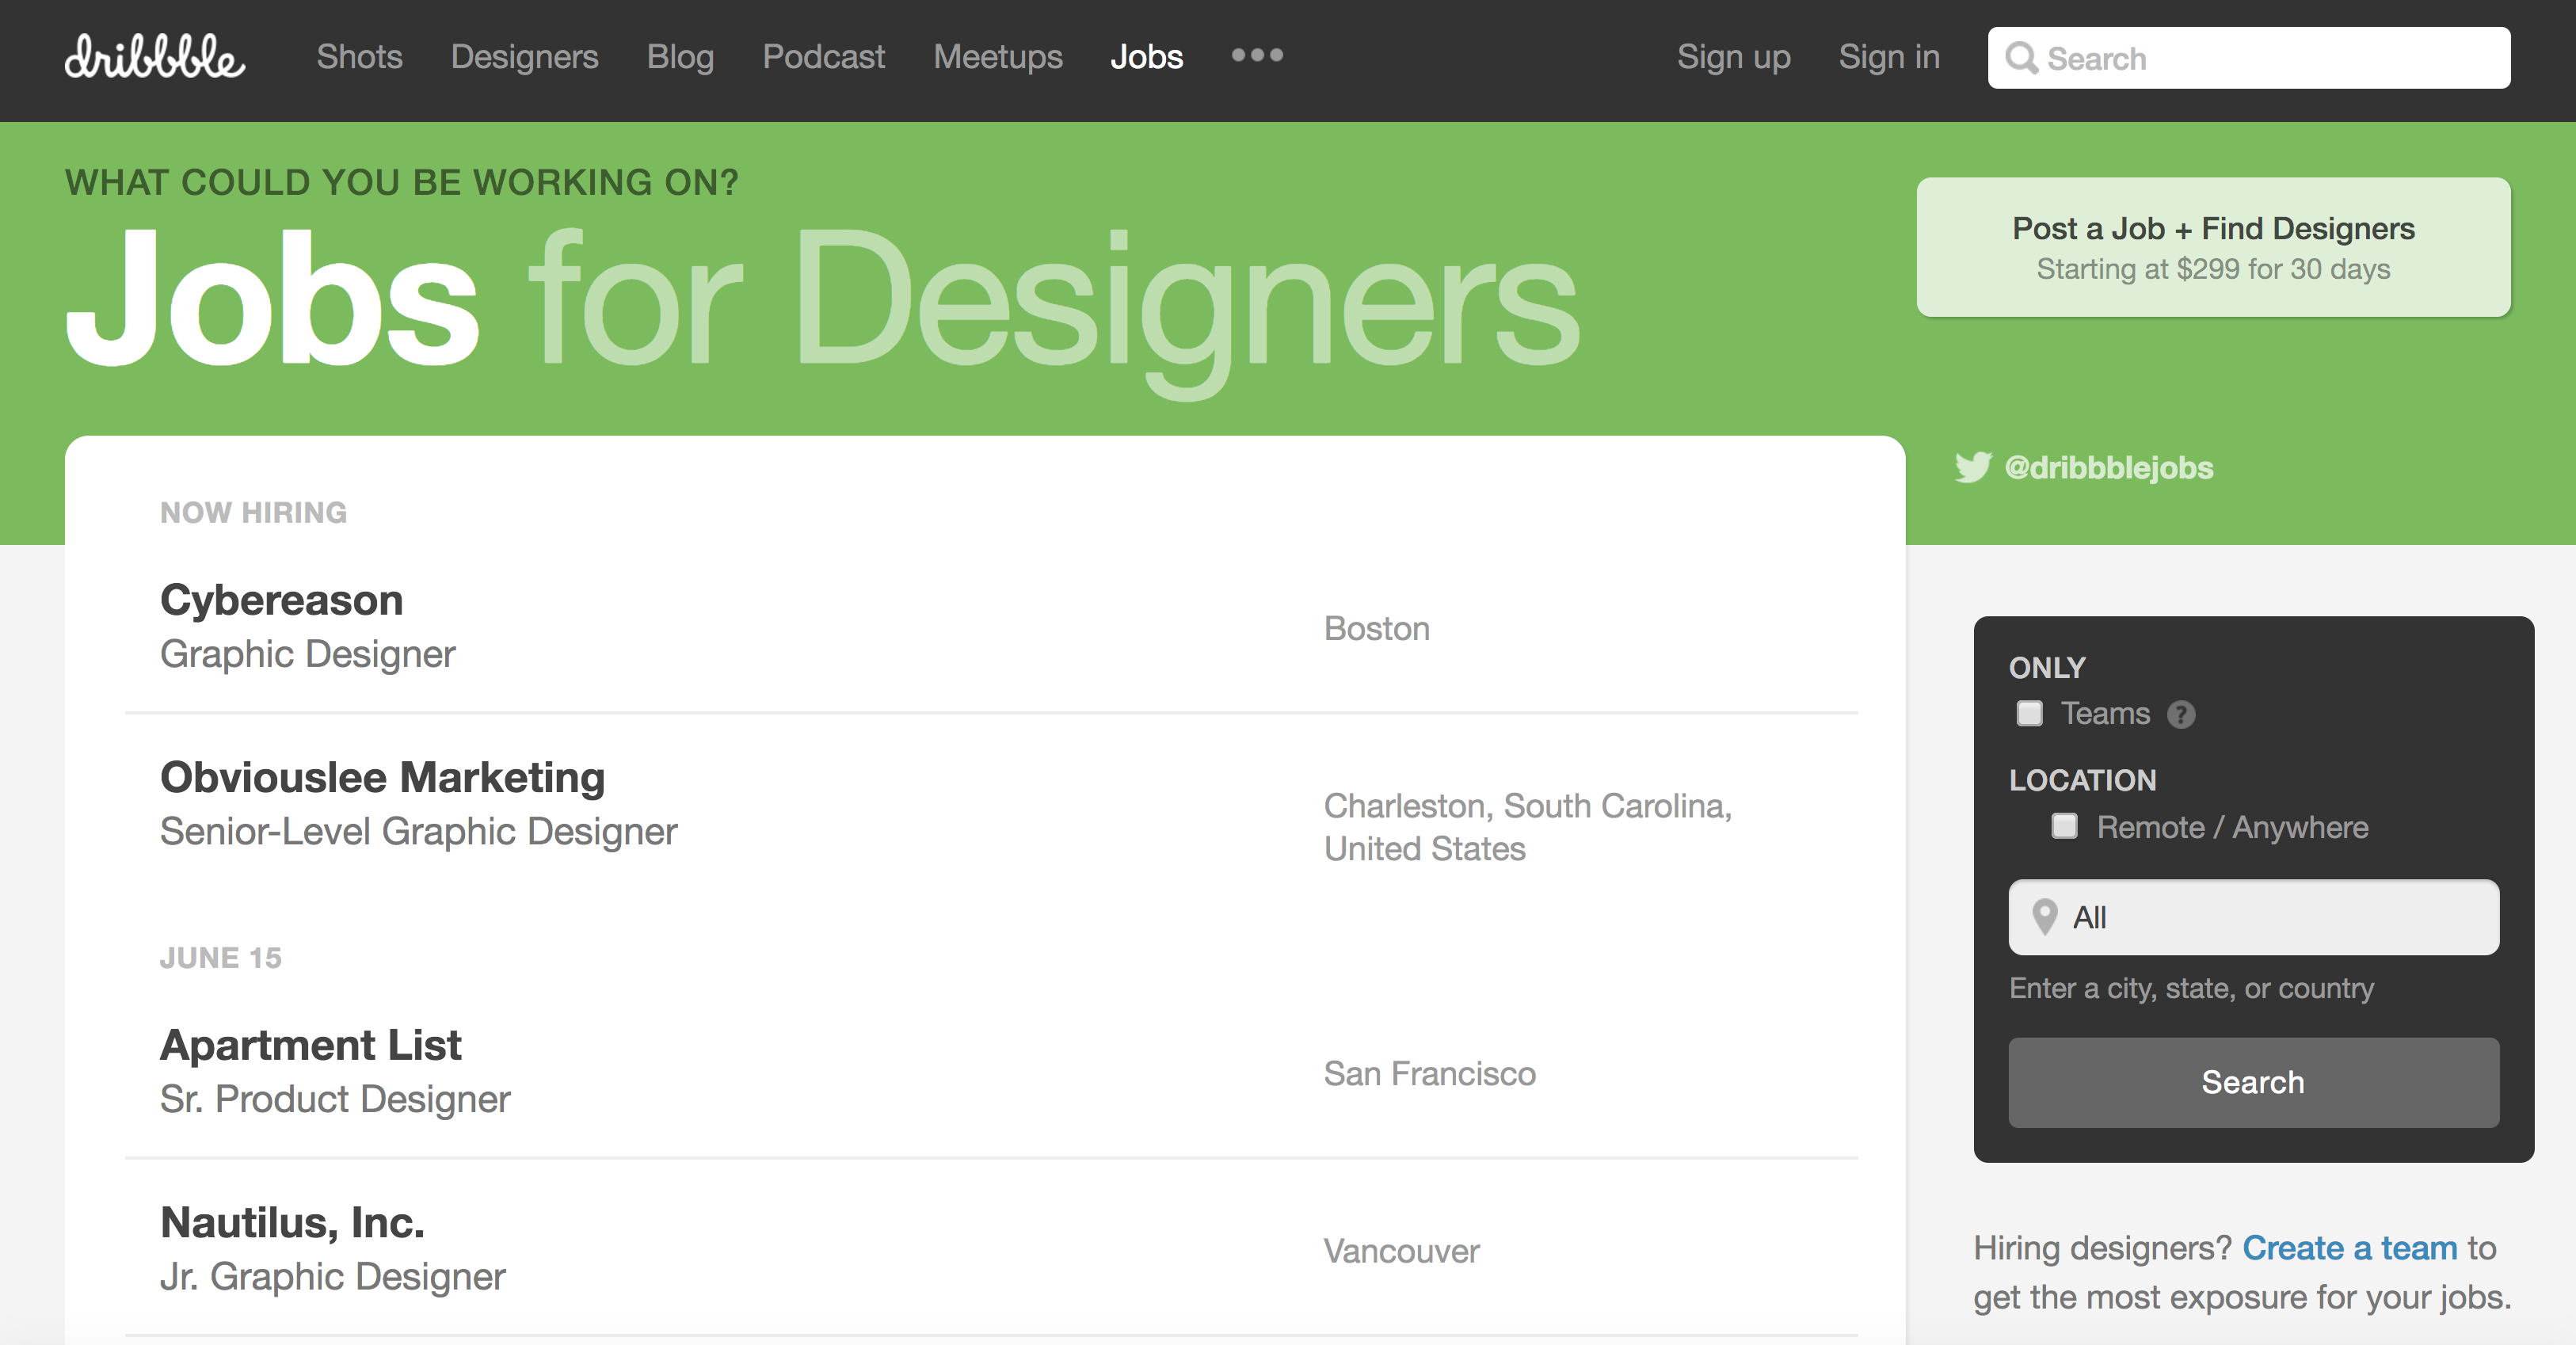 dribbble Shots Designers Blog Podcast Meetups Jobs ••• Sign up Sign in Search
WHAT COULD YOU BE WORKING ON?
Jobs for Designers
Post a Job + Find Designers
Starting at $299 for 30 days
@dribbblejobs
NOW HIRING
Cybereason
Graphic Designer
Boston
Obviouslee Marketing
Senior-Level Graphic Designer
Charleston, South Carolina,
United States
JUNE 15
Apartment List
Sr. Product Designer
San Francisco
Nautilus, Inc.
Jr. Graphic Designer
Vancouver
ONLY
Teams ?
LOCATION
Remote / Anywhere
All
Enter a city, state, or country
Search
Hiring designers? Create a team to
get the most exposure for your jobs.